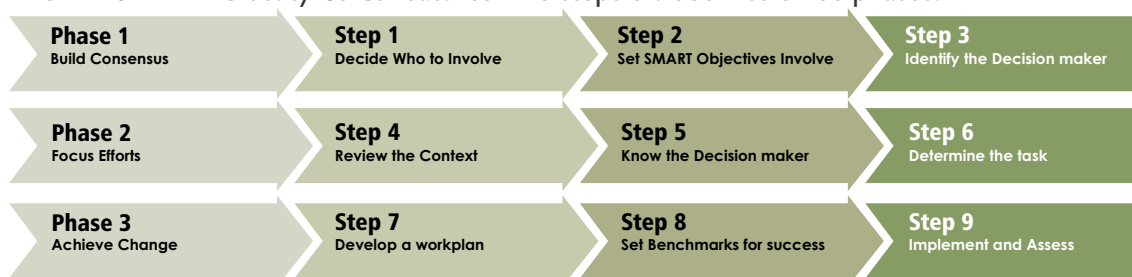 Phase 1
Build Consensus
Step 1
Decide Who to Involve
Step 2
Set SMART Objectives Involve
Step 3
Identify the Decision maker
Phase 2
Focus Efforts
Step 4
Review the Context
Step 5
Know the Decision maker
Step 6
Determine the task
Phase 3
Achieve Change
Step 7
Develop a workplan
Step 8
Set Benchmarks for success
Step 9
Implement and Assess